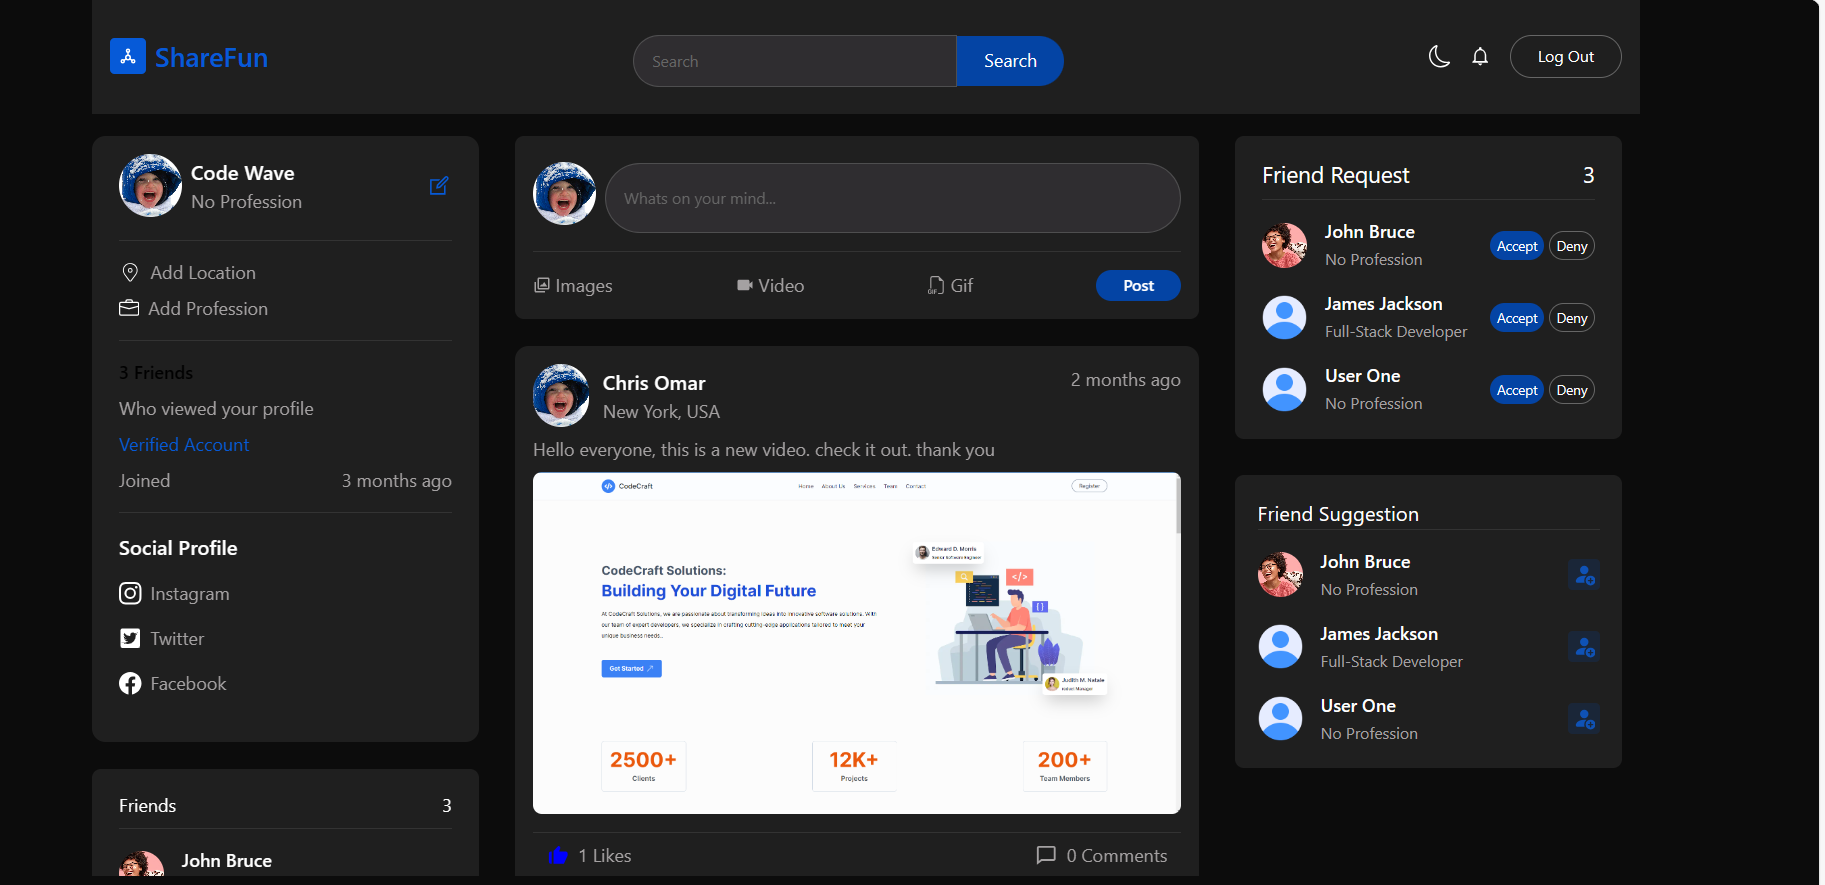 ShareFun
Search
Search
Log Out
Code Wave
No Profession
Add Location
Add Profession
3 Friends
Who viewed your profile
Verified Account
Joined 3 months ago
Social Profile
Instagram
Twitter
Facebook
Friends 3
John Bruce
Whats on your mind...
Images Video Gif Post
Chris Omar
2 months ago
New York, USA
Hello everyone, this is a new video. check it out. thank you
CodeCraft Home About Us Services Team Contact Register
Edward D. Morris
Senior Software Engineer
CodeCraft Solutions:
Building Your Digital Future
At CodeCraft Solutions, we are passionate about transforming ideas into innovative software solutions. With
our team of expert developers, we specialize in crafting cutting-edge applications tailored to meet your
unique business needs..
Get Started
Judith M. Natale
Manager
2500+ 12K+ 200+
Clients Projects Team Members
1 Likes 0 Comments
Friend Request 3
John Bruce
No Profession
Accept Deny
James Jackson
Full-Stack Developer
Accept Deny
User One
No Profession
Accept Deny
Friend Suggestion
John Bruce
No Profession
James Jackson
Full-Stack Developer
User One
No Profession